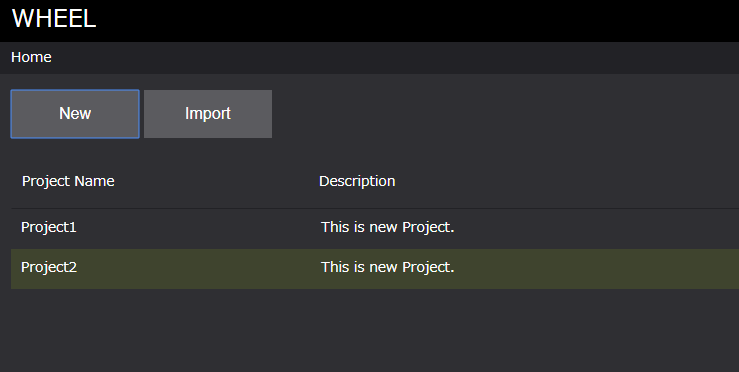 WHEEL
Home
New Import
Project Name Description
Project1 This is new Project.
Project2 This is new Project.